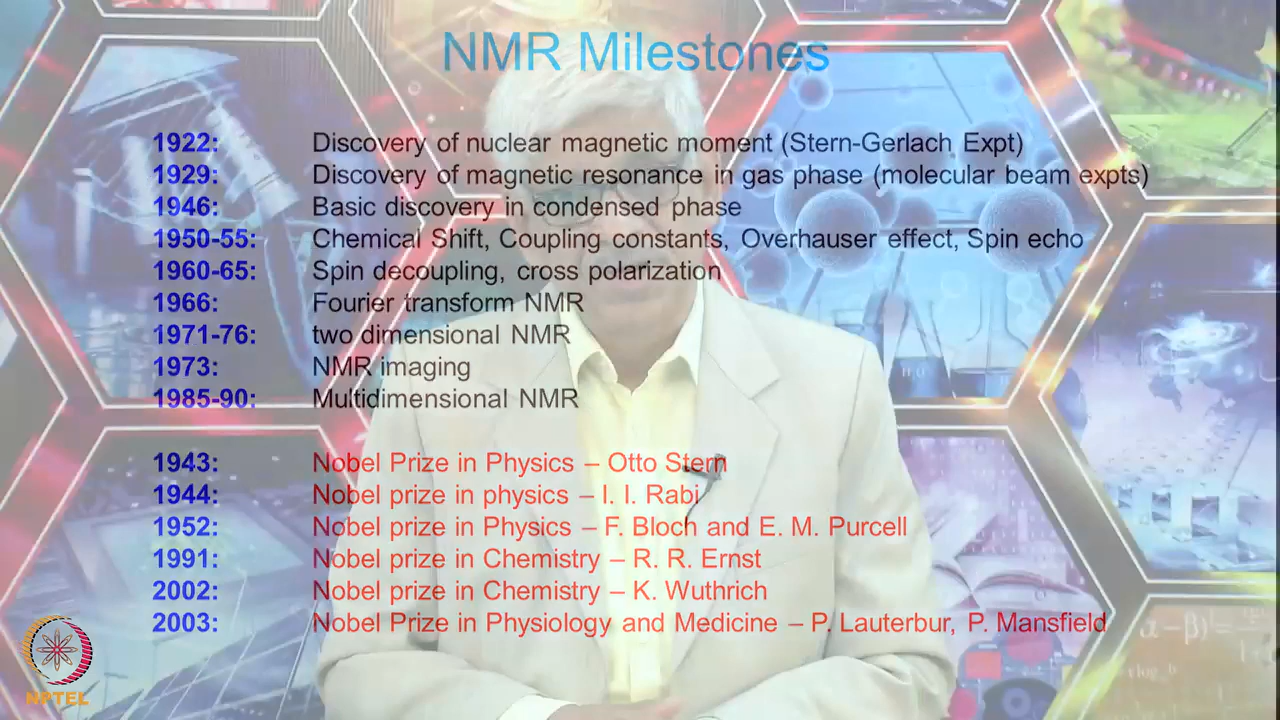 NMR Milestones
1922: Discovery of nuclear magnetic moment (Stern-Gerlach Expt)
1929: Discovery of magnetic resonance in gas phase (molecular beam expts)
1946: Basic discovery in condensed phase
1950-55: Chemical Shift, Coupling constants, Overhauser effect, Spin echo
1960-65: Spin decoupling, cross polarization
1966: Fourier transform NMR
1971-76: two dimensional NMR
1973: NMR imaging
1985-90: Multidimensional NMR
1943: Nobel Prize in Physics – Otto Stern
1944: Nobel prize in physics – I. I. Rabi
1952: Nobel prize in Physics – F. Bloch and E. M. Purcell
1991: Nobel prize in Chemistry – R. R. Ernst
2002: Nobel prize in Chemistry – K. Wuthrich
2003: Nobel Prize in Physiology and Medicine – P. Lauterbur, P. Mansfield
NPTEL